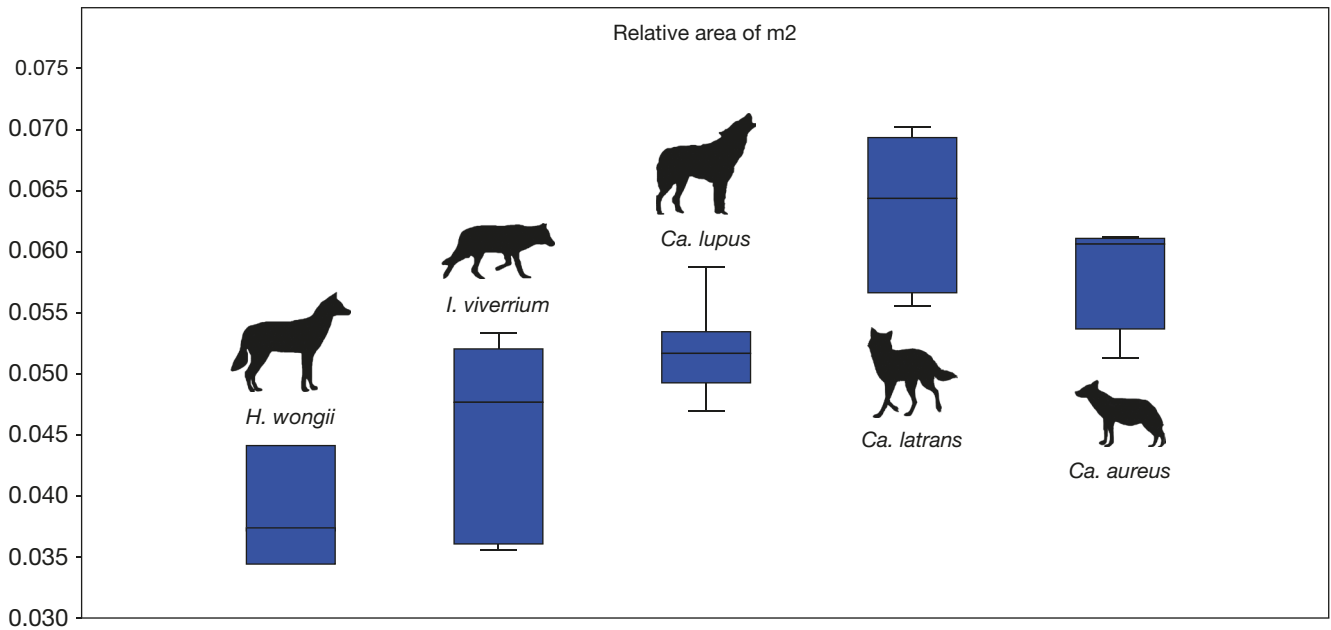 Relative area of m2
0.075
0.070
0.065
0.060
0.055
0.050
0.045
0.040
0.035
0.030
H. wongii
I. viverrium
Ca. lupus
Ca. latrans
Ca. aureus